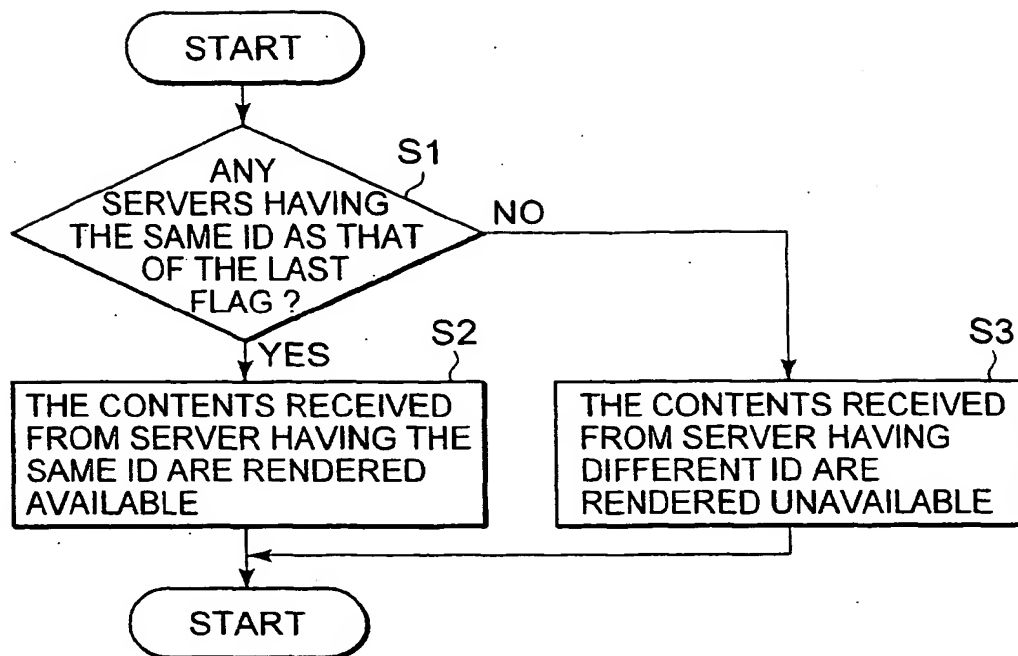 START
S1
ANY
SERVERS HAVING
THE SAME ID AS THAT
OF THE LAST
FLAG ?
NO
YES
S2
THE CONTENTS RECEIVED
FROM SERVER HAVING THE
SAME ID ARE RENDERED
AVAILABLE
S3
THE CONTENTS RECEIVED
FROM SERVER HAVING
DIFFERENT ID ARE
RENDERED UNAVAILABLE
START